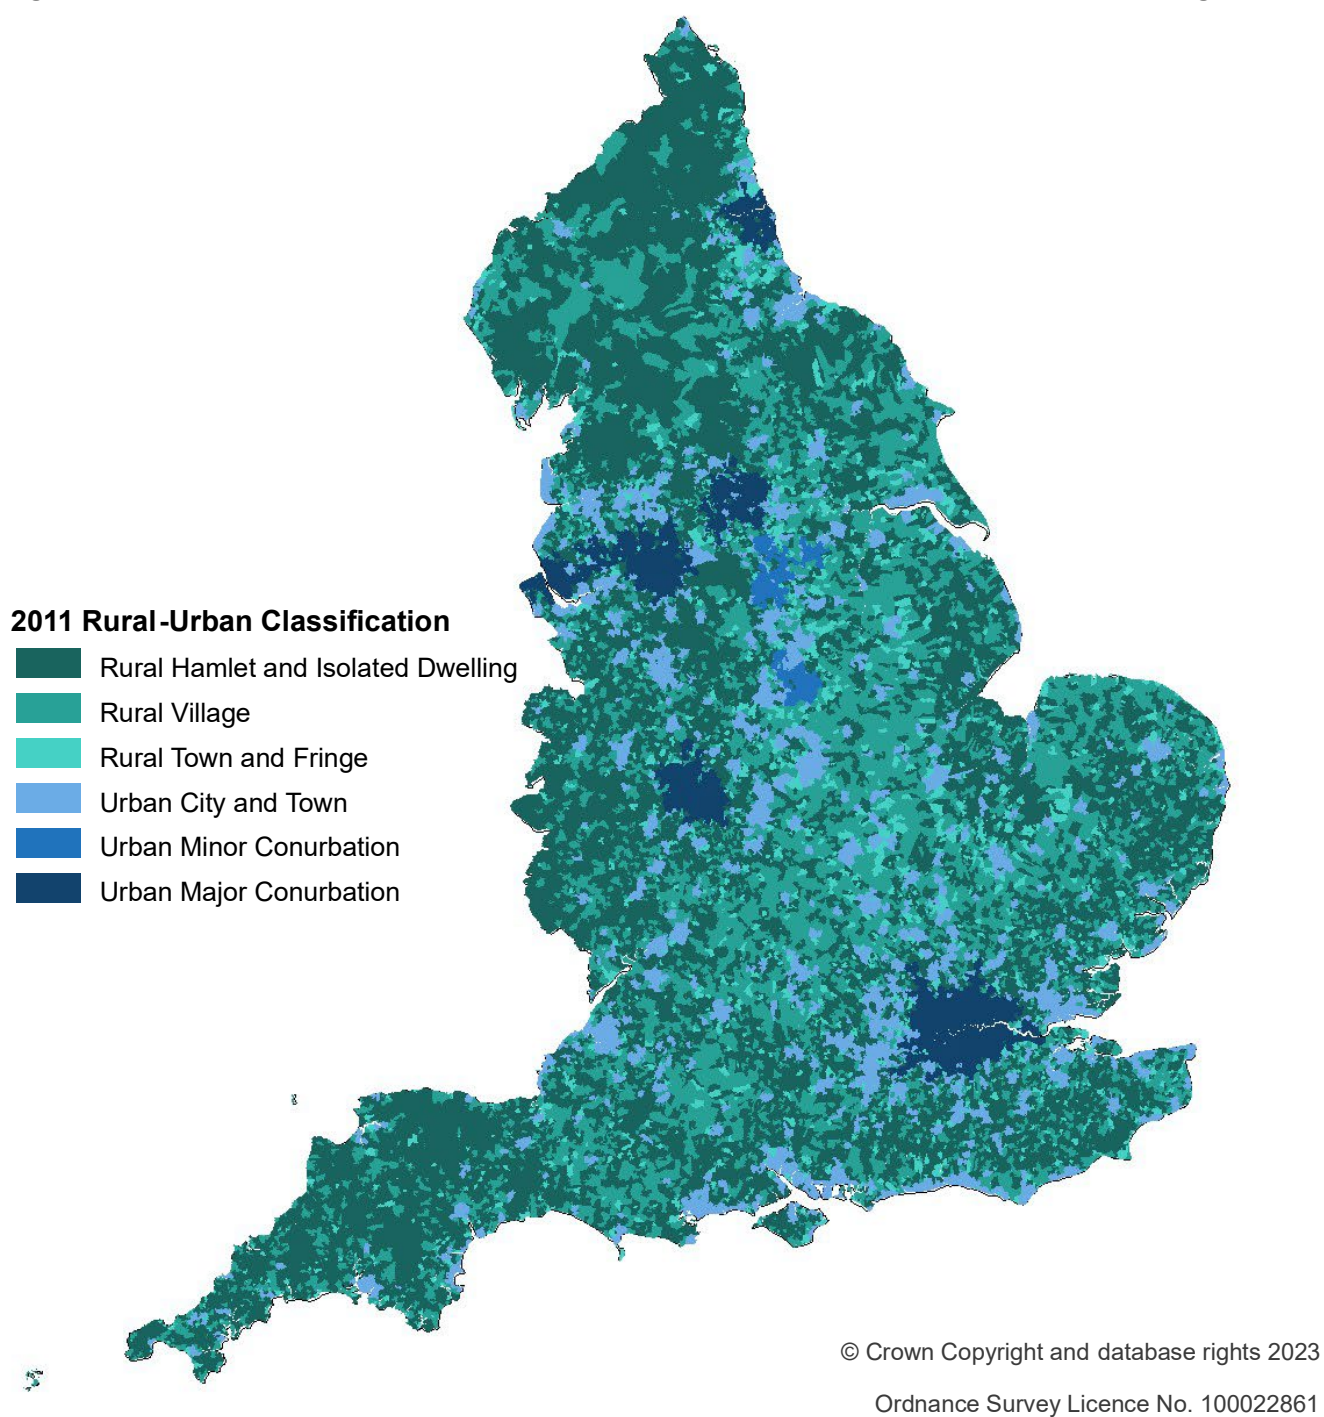 2011 Rural-Urban Classification
Rural Hamlet and Isolated Dwelling
Rural Village
Rural Town and Fringe
Urban City and Town
Urban Minor Conurbation
Urban Major Conurbation
© Crown Copyright and database rights 2023
Ordnance Survey Licence No. 100022861